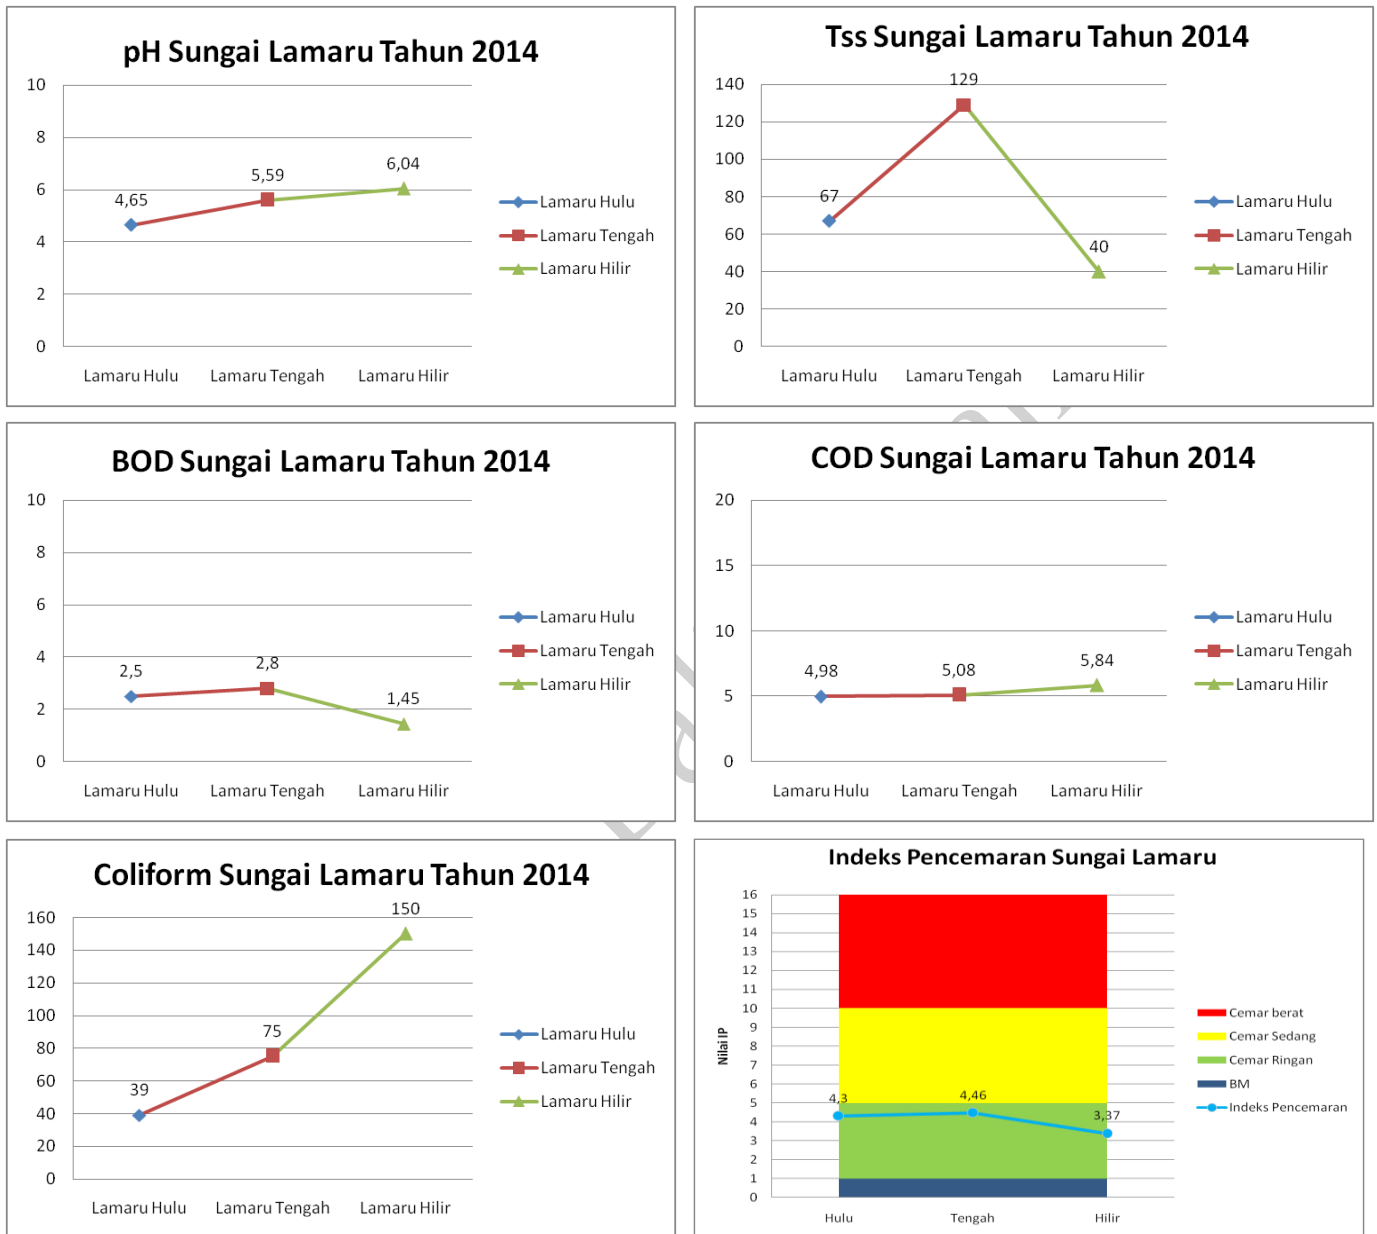 pH Sungai Lamaru Tahun 2014
10
8
6
4
2
0
4,65
5,59
6,04
Lamaru Hulu
Lamaru Tengah
Lamaru Hilir
Lamaru Hulu
Lamaru Tengah
Lamaru Hilir
Tss Sungai Lamaru Tahun 2014
140
120
100
80
60
40
20
0
67
129
40
Lamaru Hulu
Lamaru Tengah
Lamaru Hilir
Lamaru Hulu
Lamaru Tengah
Lamaru Hilir
BOD Sungai Lamaru Tahun 2014
10
8
6
4
2
0
2,5
2,8
1,45
Lamaru Hulu
Lamaru Tengah
Lamaru Hilir
Lamaru Hulu
Lamaru Tengah
Lamaru Hilir
COD Sungai Lamaru Tahun 2014
20
15
10
5
0
4,98
5,08
5,84
Lamaru Hulu
Lamaru Tengah
Lamaru Hilir
Lamaru Hulu
Lamaru Tengah
Lamaru Hilir
Coliform Sungai Lamaru Tahun 2014
160
140
120
100
80
60
40
20
0
39
75
150
Lamaru Hulu
Lamaru Tengah
Lamaru Hilir
Lamaru Hulu
Lamaru Tengah
Lamaru Hilir
Indeks Pencemaran Sungai Lamaru
Nilai IP
16
15
14
13
12
11
10
9
8
7
6
5
4
3
2
1
0
4,3
4,46
3,37
Hulu
Tengah
Hilir
Cemar berat
Cemar Sedang
Cemar Ringan
BM
Indeks Pencemaran